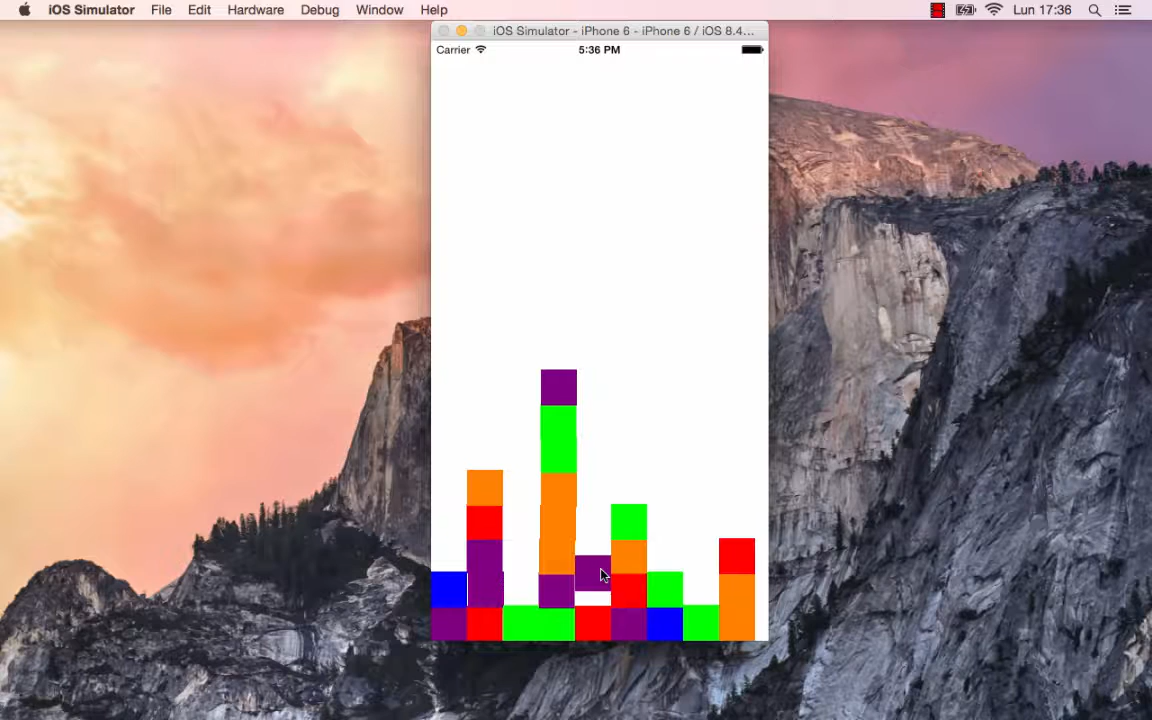 iOS Simulator File Edit Hardware Debug Window Help Lun 17:36
iOS Simulator - iPhone 6 - iPhone 6 / iOS 8.4...
Carrier 5:36 PM